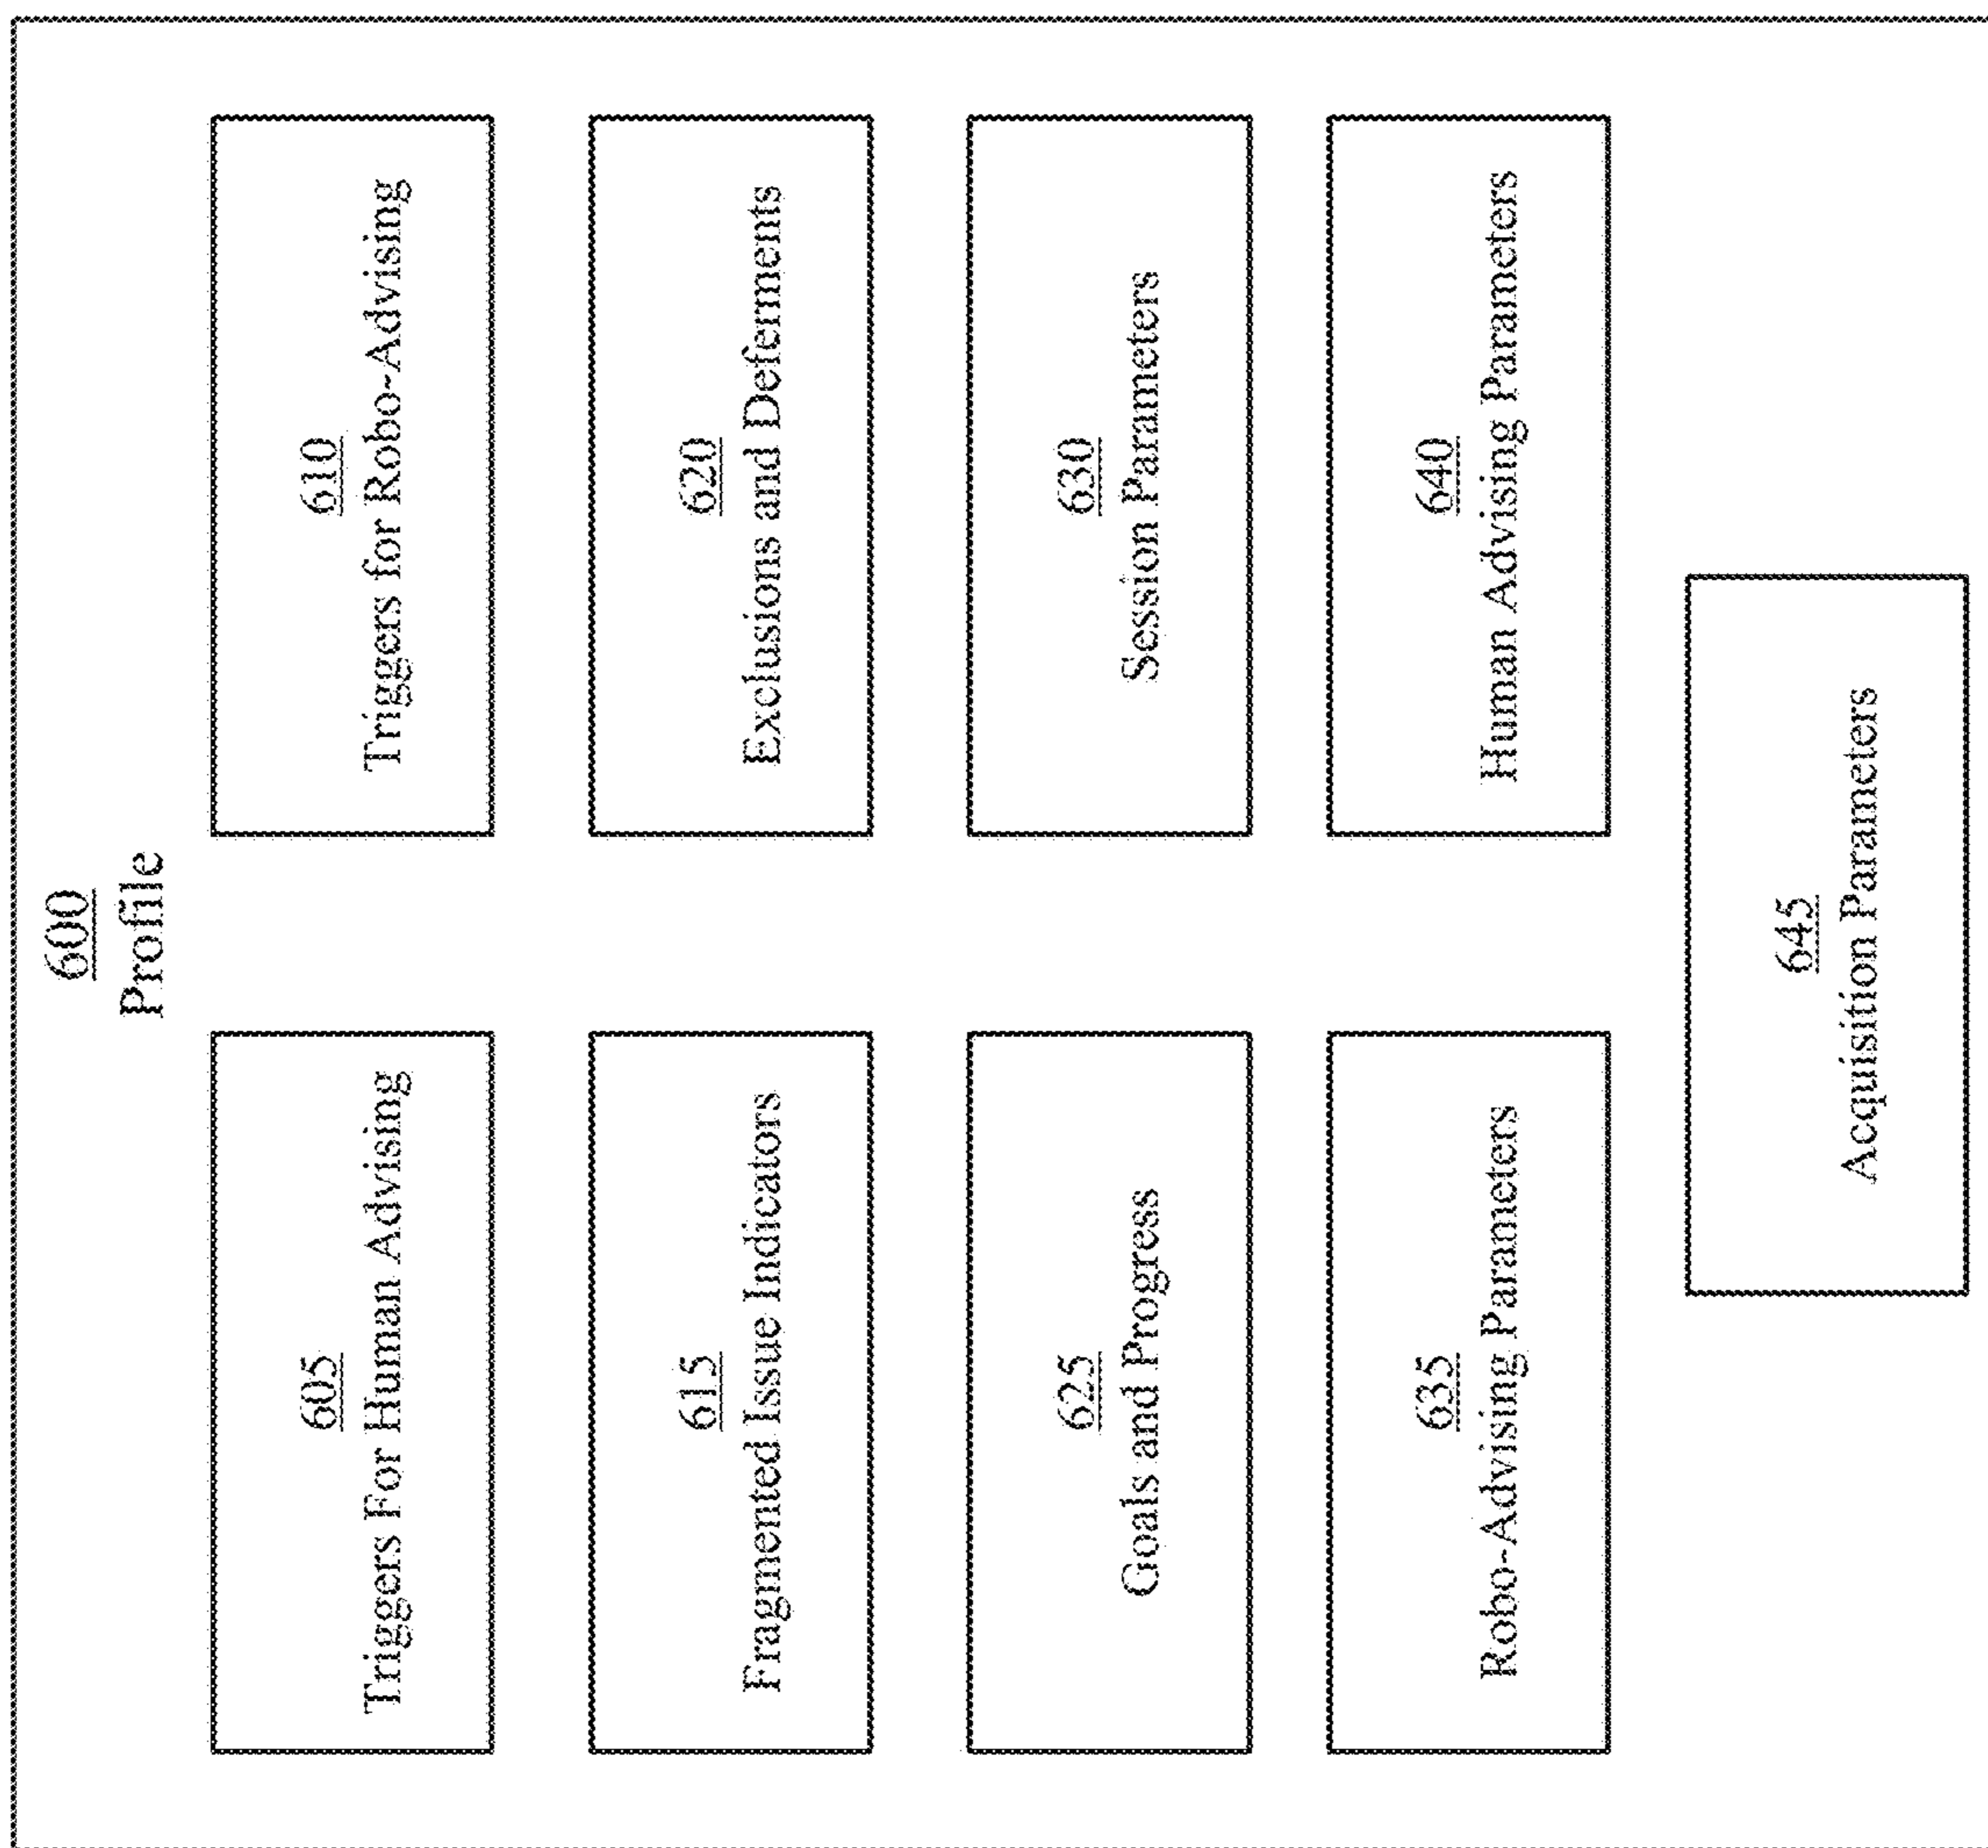 600
Profile
605
Triggers For Human Advising
610
Triggers for Robo-Advising
615
Fragmented Issue Indicators
620
Exclusions and Deferments
625
Goals and Progress
630
Session Parameters
635
Robo-Advising Parameters
640
Human Advising Parameters
645
Acquisition Parameters